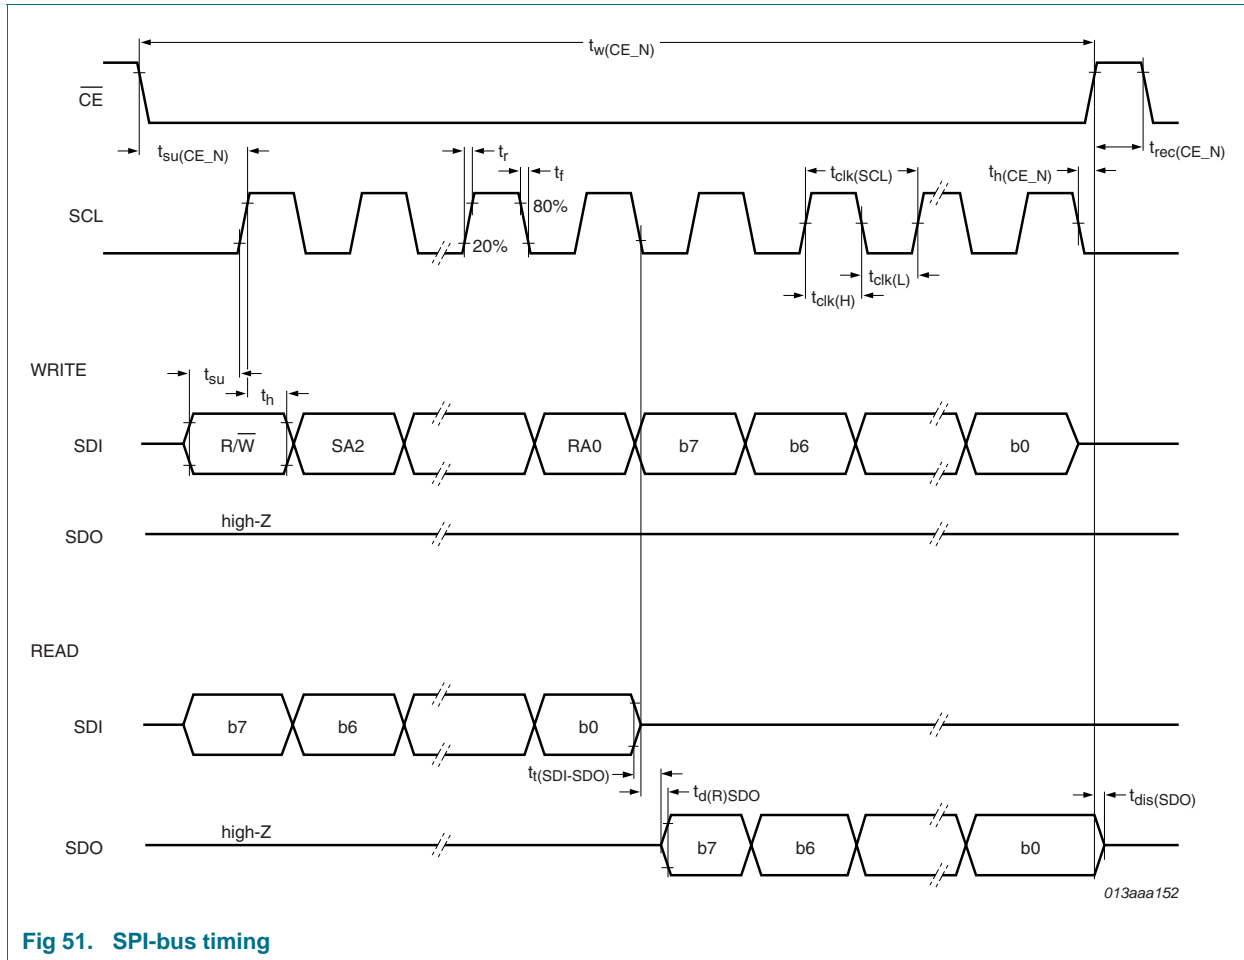 tw(CE_N)
CE
tsu(CE_N)
tr
tf
tclk(SCL)
th(CE_N)
trec(CE_N)
SCL
80%
20%
tclk(H)
tclk(L)
WRITE
tsu
th
SDI R/W SA2 RA0 b7 b6 b0
SDO high-Z
READ
SDI b7 b6 b0
tt(SDI-SDO)
td(R)SDO
tdis(SDO)
SDO high-Z b7 b6 b0
013aaa152
Fig 51. SPI-bus timing